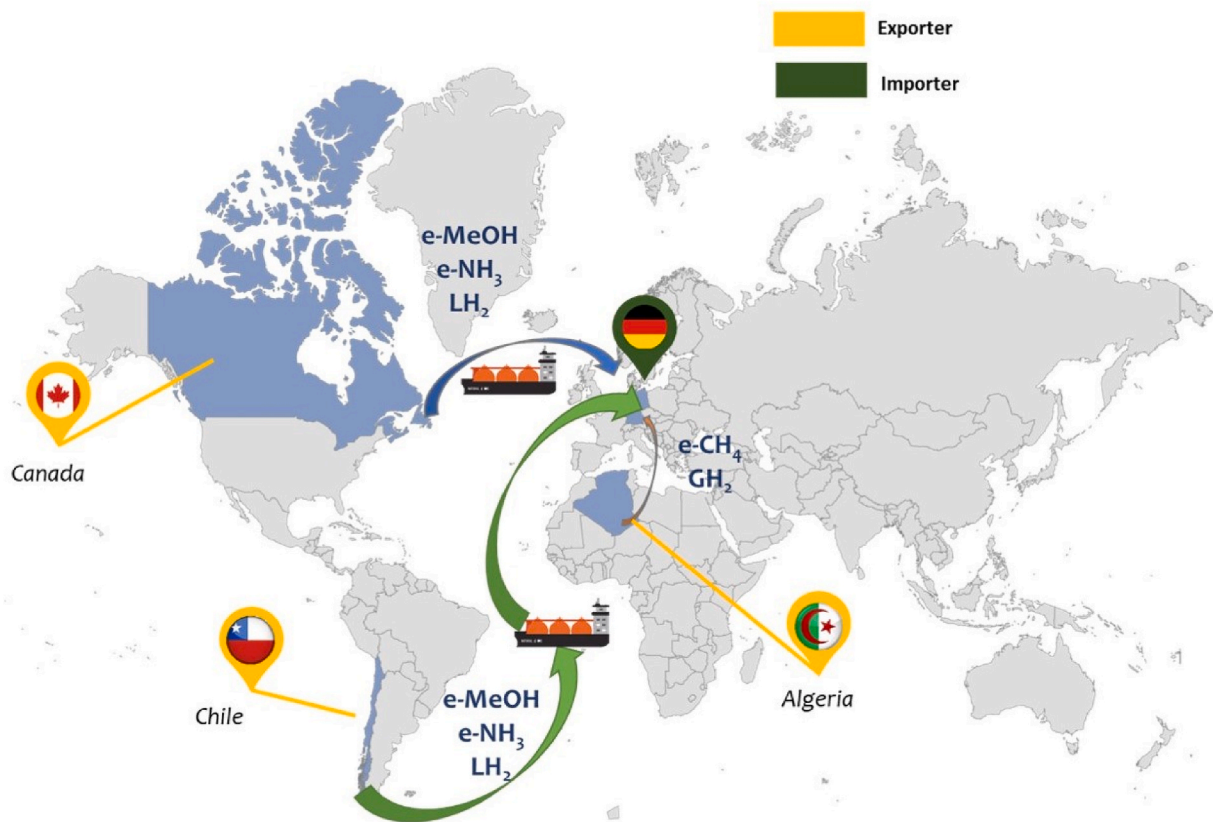 Exporter
Importer
e-MeOH
e-NH₃
LH₂
Canada
e-CH₄
GH₂
Chile
Algeria
e-MeOH
e-NH₃
LH₂